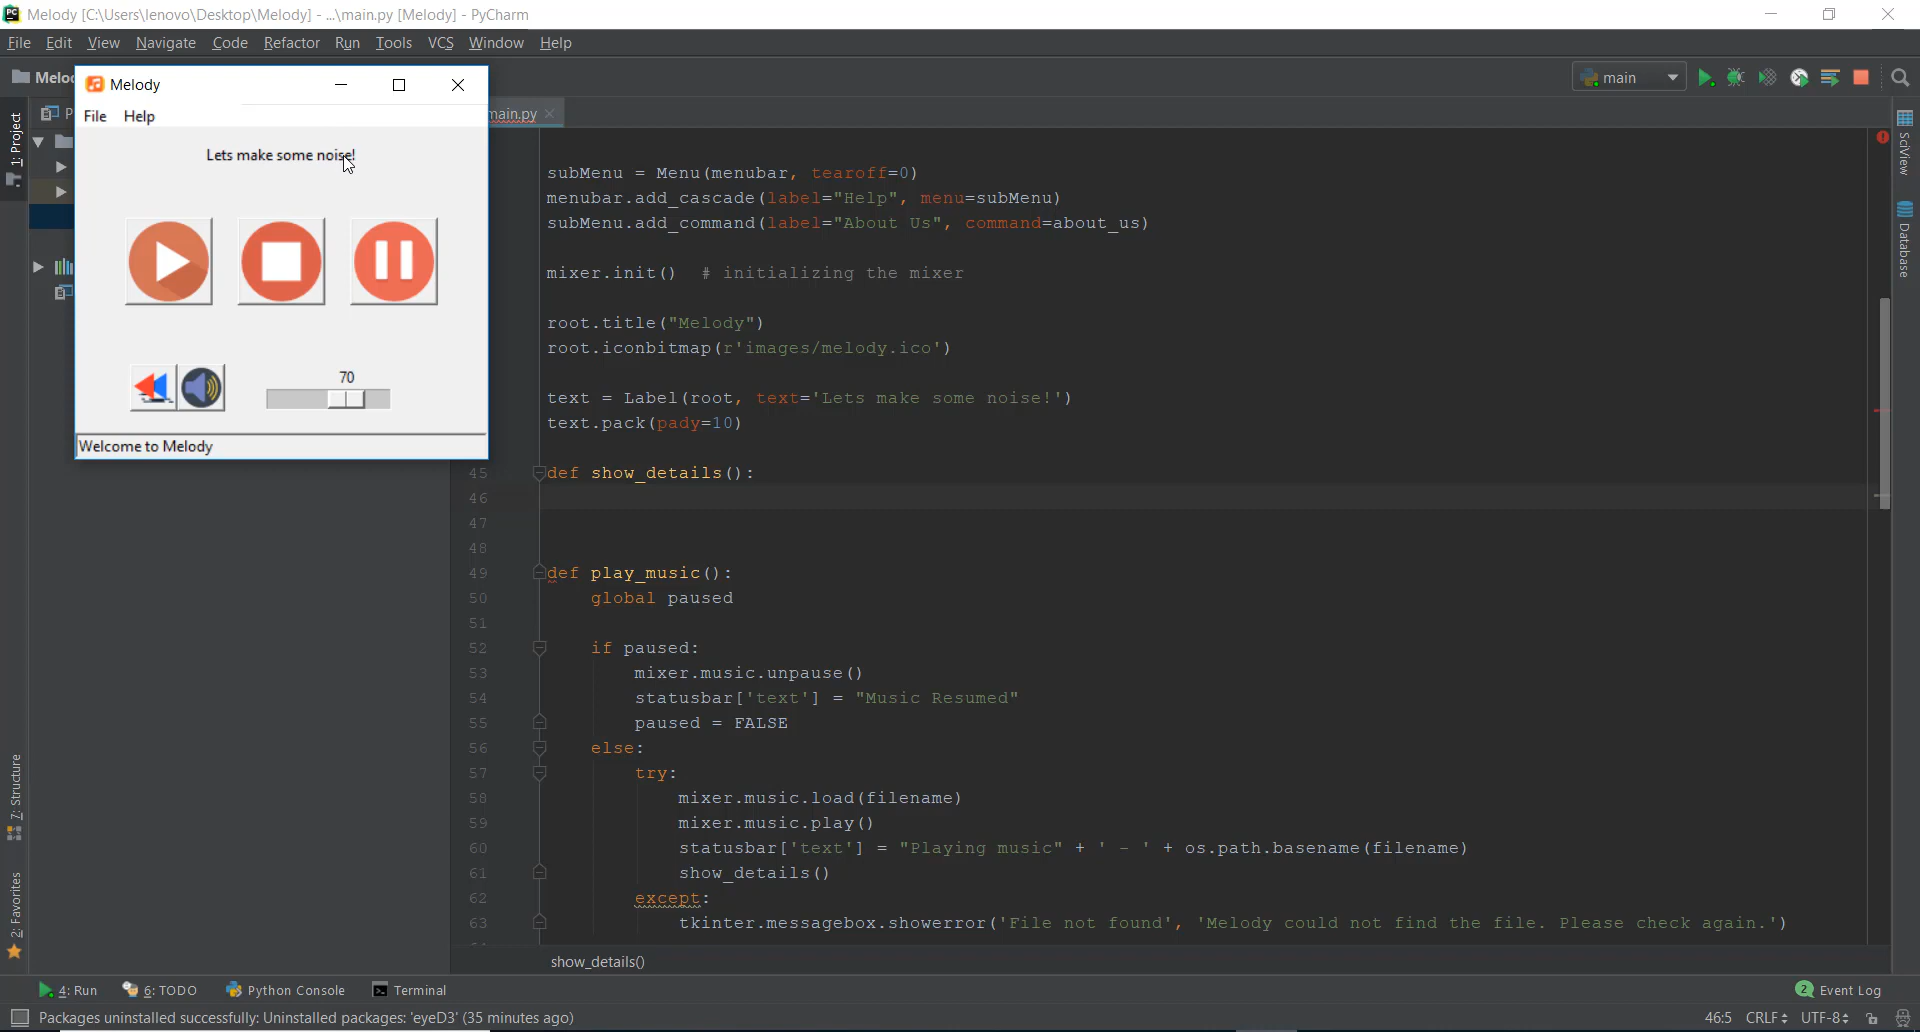 Melody [C:\Users\lenovo\Desktop\Melody] - ...\main.py [Melody] - PyCharm
File Edit View Navigate Code Refactor Run Tools VCS Window Help
main
Melody
File Help
Lets make some noise!
70
Welcome to Melody
main.py
1: Project
7: Structure
2: Favorites
SciView
Database
subMenu = Menu(menubar, tearoff=0)
menubar.add_cascade(label="Help", menu=subMenu)
subMenu.add_command(label="About Us", command=about_us)
mixer.init()  # initializing the mixer
root.title("Melody")
root.iconbitmap(r'images/melody.ico')
text = Label(root, text='Lets make some noise!')
text.pack(pady=10)
45 def show_details():
46
47
48
49 def play_music():
50     global paused
51
52     if paused:
53         mixer.music.unpause()
54         statusbar['text'] = "Music Resumed"
55         paused = FALSE
56     else:
57         try:
58             mixer.music.load(filename)
59             mixer.music.play()
60             statusbar['text'] = "Playing music" + ' - ' + os.path.basename(filename)
61             show_details()
62         except:
63             tkinter.messagebox.showerror('File not found', 'Melody could not find the file. Please check again.')
show_details()
4: Run 6: TODO Python Console Terminal 2 Event Log
Packages uninstalled successfully: Uninstalled packages: 'eyeD3' (35 minutes ago) 46:5 CRLF UTF-8